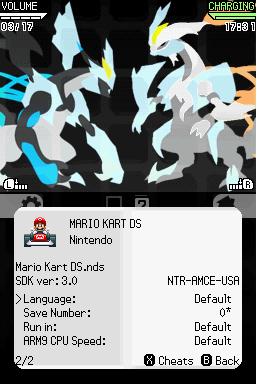 VOLUME CHARGING
03/17 17:31
L R
MARIO KART DS
Nintendo
Mario Kart DS.nds
SDK ver: 3.0 NTR-AMCE-USA
>Language: Default
Save Number: 0*
Run in: Default
ARM9 CPU Speed: Default
2/2 X Cheats B Back